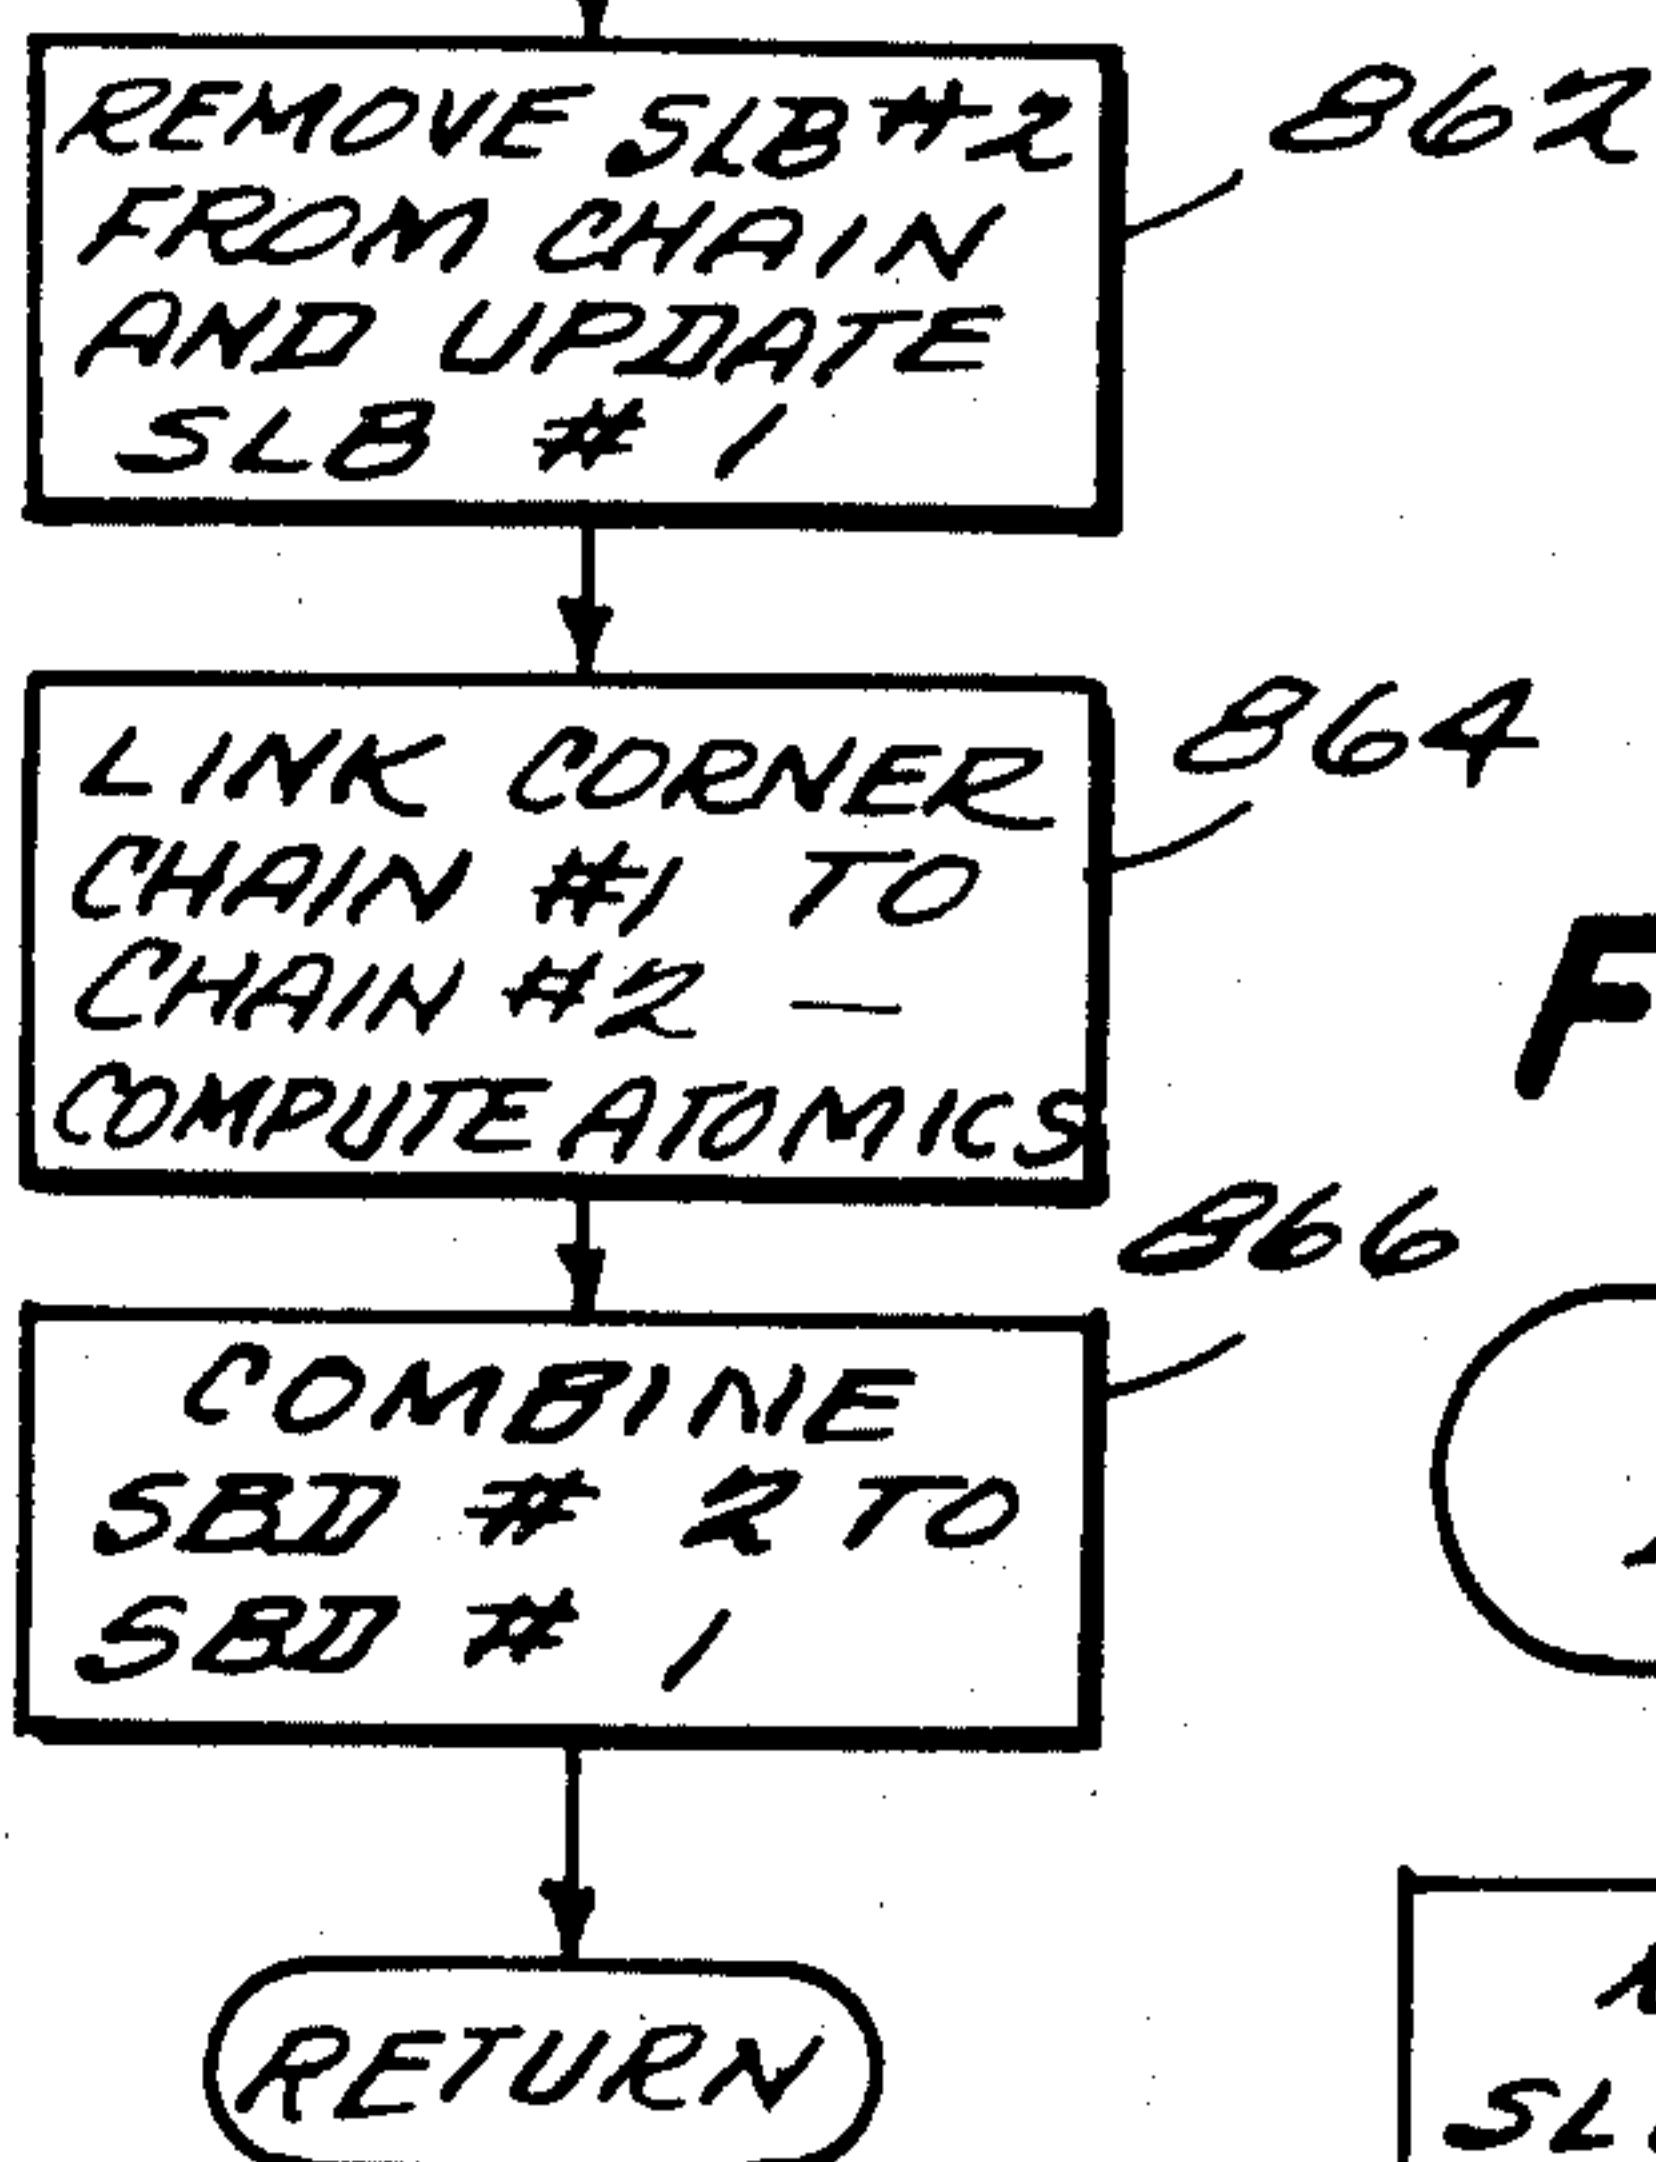 REMOVE SLB #2
FROM CHAIN
AND UPDATE
SLB # 1
862
LINK CORNER
CHAIN #1 TO
CHAIN #2 —
COMPUTE ATOMICS
864
COMBINE
SBD # 2 TO
SBD # 1
866
RETURN
F
SL